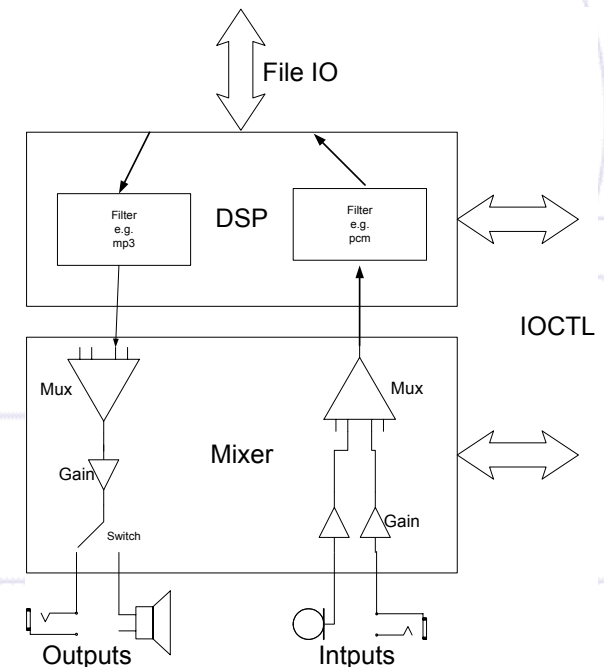 File IO
Filter
e.g.
mp3
DSP
Filter
e.g.
pcm
IOCTL
Mux
Mux
Mixer
Gain
Gain
Switch
Outputs
Intputs